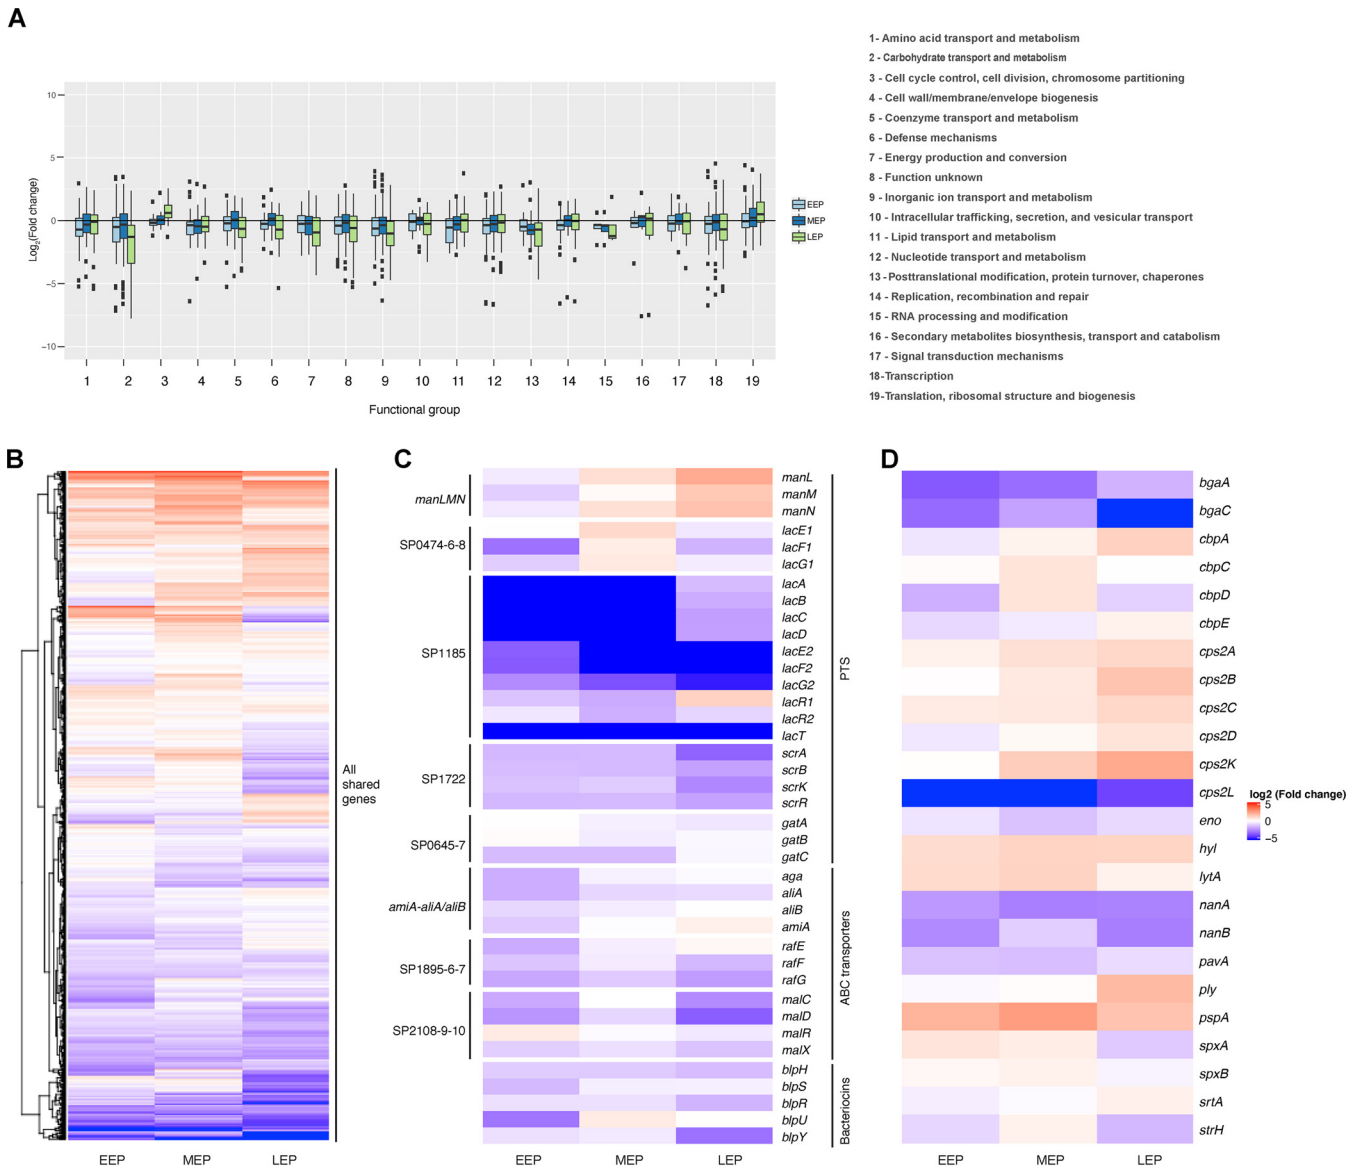 A
Log2(Fold change)
10
5
0
−5
−10
1 2 3 4 5 6 7 8 9 10 11 12 13 14 15 16 17 18 19
Functional group
EEP
MEP
LEP
1- Amino acid transport and metabolism
2 - Carbohydrate transport and metabolism
3 - Cell cycle control, cell division, chromosome partitioning
4 - Cell wall/membrane/envelope biogenesis
5 - Coenzyme transport and metabolism
6 - Defense mechanisms
7 - Energy production and conversion
8 - Function unknown
9 - Inorganic ion transport and metabolism
10 - Intracellular trafficking, secretion, and vesicular transport
11 - Lipid transport and metabolism
12 - Nucleotide transport and metabolism
13 -Posttranslational modification, protein turnover, chaperones
14 - Replication, recombination and repair
15 - RNA processing and modification
16 - Secondary metabolites biosynthesis, transport and catabolism
17 - Signal transduction mechanisms
18-Transcription
19-Translation, ribosomal structure and biogenesis
B
All
shared
genes
EEP MEP LEP
C
manLMN
SP0474-6-8
SP1185
SP1722
SP0645-7
amiA-aliA/aliB
SP1895-6-7
SP2108-9-10
manL
manM
manN
lacE1
lacF1
lacG1
lacA
lacB
lacC
lacD
lacE2
lacF2
lacG2
lacR1
lacR2
lacT
scrA
scrB
scrK
scrR
gatA
gatB
gatC
aga
aliA
aliB
amiA
rafE
rafF
rafG
malC
malD
malR
malX
blpH
blpS
blpR
blpU
blpY
PTS
ABC transporters
Bacteriocins
EEP MEP LEP
D
bgaA
bgaC
cbpA
cbpC
cbpD
cbpE
cps2A
cps2B
cps2C
cps2D
cps2K
cps2L
eno
hyl
lytA
nanA
nanB
pavA
ply
pspA
spxA
spxB
srtA
strH
EEP MEP LEP
log2 (Fold change)
5
0
−5